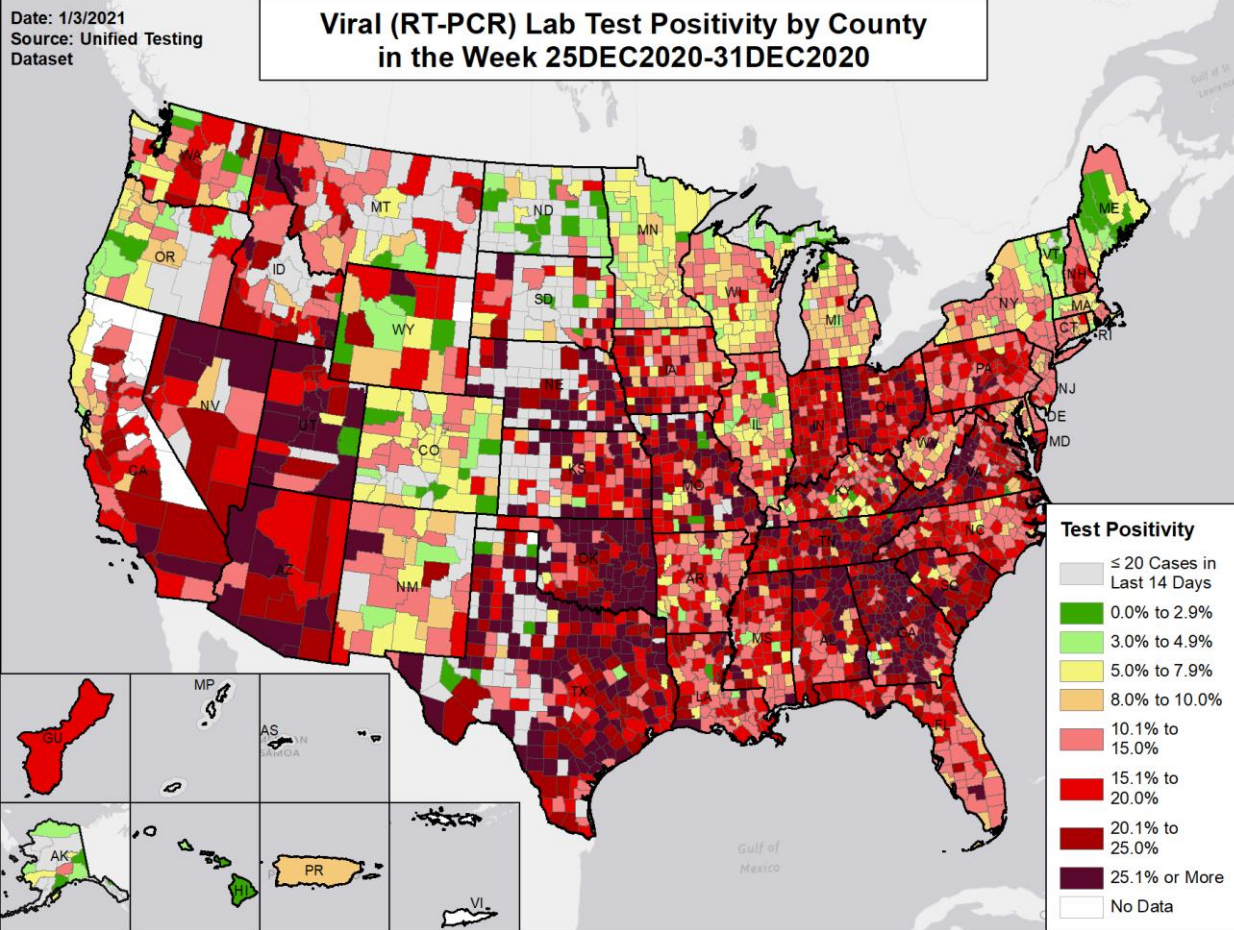 Date: 1/3/2021
Source: Unified Testing
Dataset
Viral (RT-PCR) Lab Test Positivity by County
in the Week 25DEC2020-31DEC2020
Gulf of St
Lawrence
WA
MT
ND
MN
ME
OR
ID
SD
WI
MI
VT
NH
NY
MA
CT
RI
WY
NE
IA
PA
NJ
NV
UT
CO
IL
IN
OH
DE
MD
CA
KS
MO
WV
VA
KY
AZ
NM
OK
AR
TN
NC
SC
MS
AL
GA
TX
LA
FL
Gulf of
Mexico
GU
MP
AS
SAMOA
AK
HI
PR
VI
Test Positivity
≤ 20 Cases in
Last 14 Days
0.0% to 2.9%
3.0% to 4.9%
5.0% to 7.9%
8.0% to 10.0%
10.1% to
15.0%
15.1% to
20.0%
20.1% to
25.0%
25.1% or More
No Data